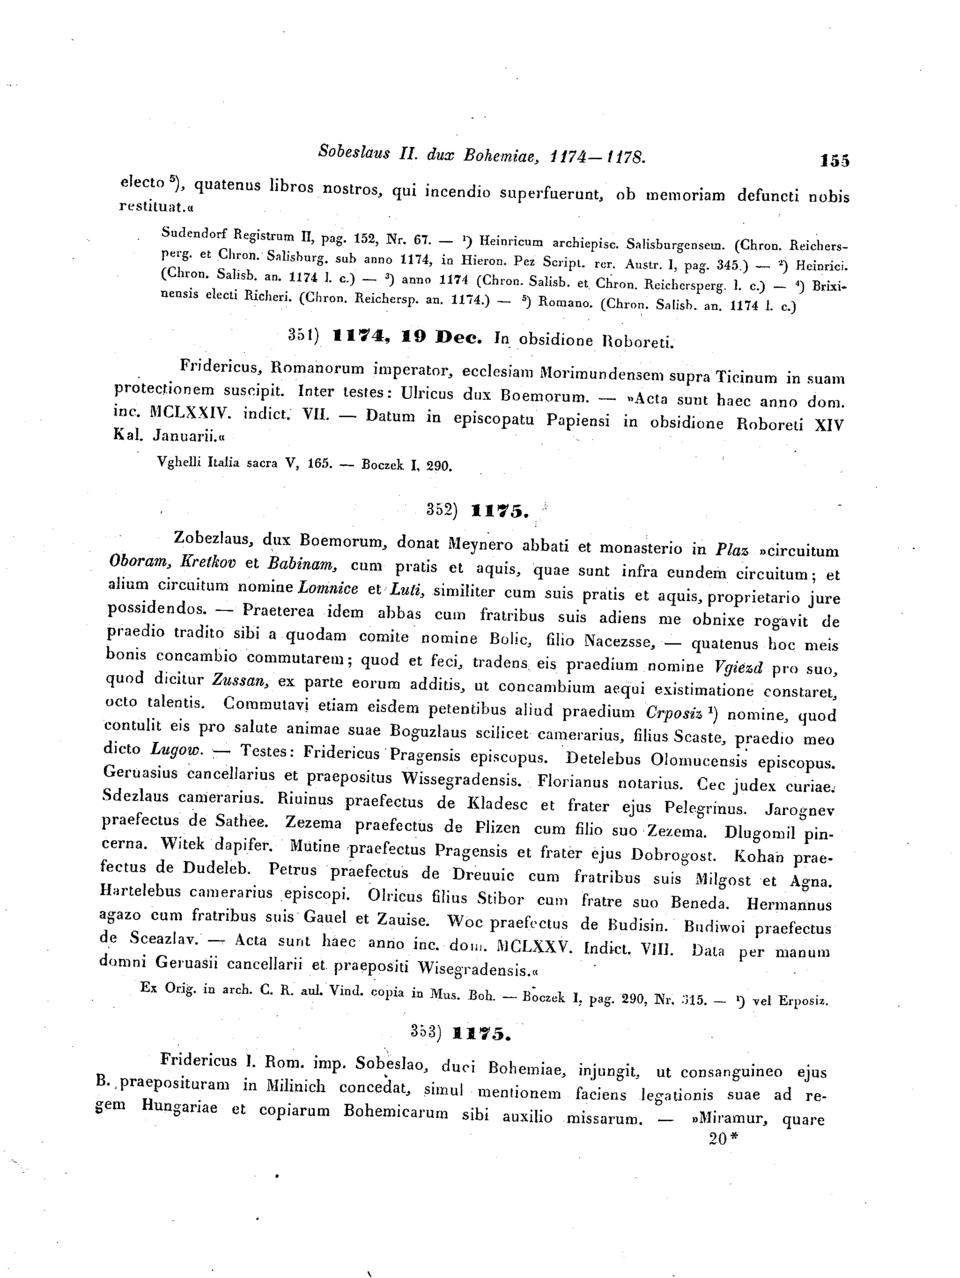 Sobeslaus II. dux Bohemiae, 1174—1178. 155
electo ⁵), quatenus libros nostros, qui incendio superfuerunt, ob memoriam defuncti nobis
restituat.«
Sudendorf Registrum II, pag. 152, Nr. 67. — ¹) Heinricum archiepisc. Salisburgensem. (Chron. Reichers-
perg. et Chron. Salisburg. sub anno 1174, in Hieron. Pez Script. rer. Austr. I, pag. 345.) — ²) Heinrici.
(Chron. Salisb. an. 1174 l. c.) — ³) anno 1174 (Chron. Salisb. et Chron. Reichersperg. l. c.) — ⁴) Brixi-
nensis electi Richeri. (Chron. Reichersp. an. 1174.) — ⁵) Romano. (Chron. Salisb. an. 1174 l. c.)
351) 1174, 19 Dec. In obsidione Roboreti.
Fridericus, Romanorum imperator, ecclesiam Morimundensem supra Ticinum in suam
protectionem suscipit. Inter testes: Ulricus dux Boemorum. — »Acta sunt haec anno dom.
inc. MCLXXIV. indict. VII. — Datum in episcopatu Papiensi in obsidione Roboreti XIV
Kal. Januarii.«
Vghelli Italia sacra V, 165. — Boczek I, 290.
352) 1175.
Zobezlaus, dux Boemorum, donat Meynero abbati et monasterio in Plaz »circuitum
Oboram, Kretkov et Babinam, cum pratis et aquis, quae sunt infra eundem circuitum; et
alium circuitum nomine Lomnice et Luti, similiter cum suis pratis et aquis, proprietario jure
possidendos. — Praeterea idem abbas cum fratribus suis adiens me obnixe rogavit de
praedio tradito sibi a quodam comite nomine Bolic, filio Nacezsse, — quatenus hoc meis
bonis concambio commutarem; quod et feci, tradens eis praedium nomine Vgiezd pro suo,
quod dicitur Zussan, ex parte eorum additis, ut concambium aequi existimatione constaret,
octo talentis. Commutavi etiam eisdem petentibus aliud praedium Crposiz ¹) nomine, quod
contulit eis pro salute animae suae Boguzlaus scilicet camerarius, filius Scaste, praedio meo
dicto Lugow. — Testes: Fridericus Pragensis episcopus. Detelebus Olomucensis episcopus.
Geruasius cancellarius et praepositus Wissegradensis. Florianus notarius. Cec judex curiae.
Sdezlaus camerarius. Riuinus praefectus de Kladesc et frater ejus Pelegrinus. Jarognev
praefectus de Sathee. Zezema praefectus de Plizen cum filio suo Zezema. Dlugomil pin-
cerna. Witek dapifer. Mutine praefectus Pragensis et frater ejus Dobrogost. Kohan prae-
fectus de Dudeleb. Petrus praefectus de Dreuuic cum fratribus suis Milgost et Agna.
Hartelebus camerarius episcopi. Olricus filius Stibor cum fratre suo Beneda. Hermannus
agazo cum fratribus suis Gauel et Zauise. Woc praefectus de Budisin. Budiwoi praefectus
de Sceazlav. — Acta sunt haec anno inc. dom. MCLXXV. Indict. VIII. Data per manum
domni Geruasii cancellarii et praepositi Wisegradensis.«
Ex Orig. in arch. C. R. aul. Vind. copia in Mus. Boh. — Boczek I, pag. 290, Nr. 315. — ¹) vel Erposiz.
353) 1175.
Fridericus I. Rom. imp. Sobeslao, duci Bohemiae, injungit, ut consanguineo ejus
B. praeposituram in Milinich concedat, simul mentionem faciens legationis suae ad re-
gem Hungariae et copiarum Bohemicarum sibi auxilio missarum. — »Miramur, quare
20*